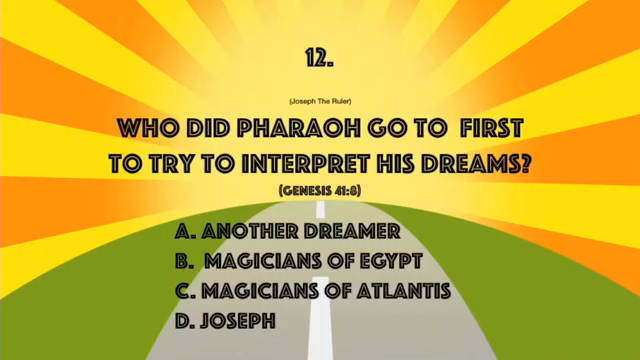 12.
(Joseph The Ruler)
WHO DID PHARAOH GO TO FIRST
TO TRY TO INTERPRET HIS DREAMS?
(GENESIS 41:8)
A. ANOTHER DREAMER
B. MAGICIANS OF EGYPT
C. MAGICIANS OF ATLANTIS
D. JOSEPH